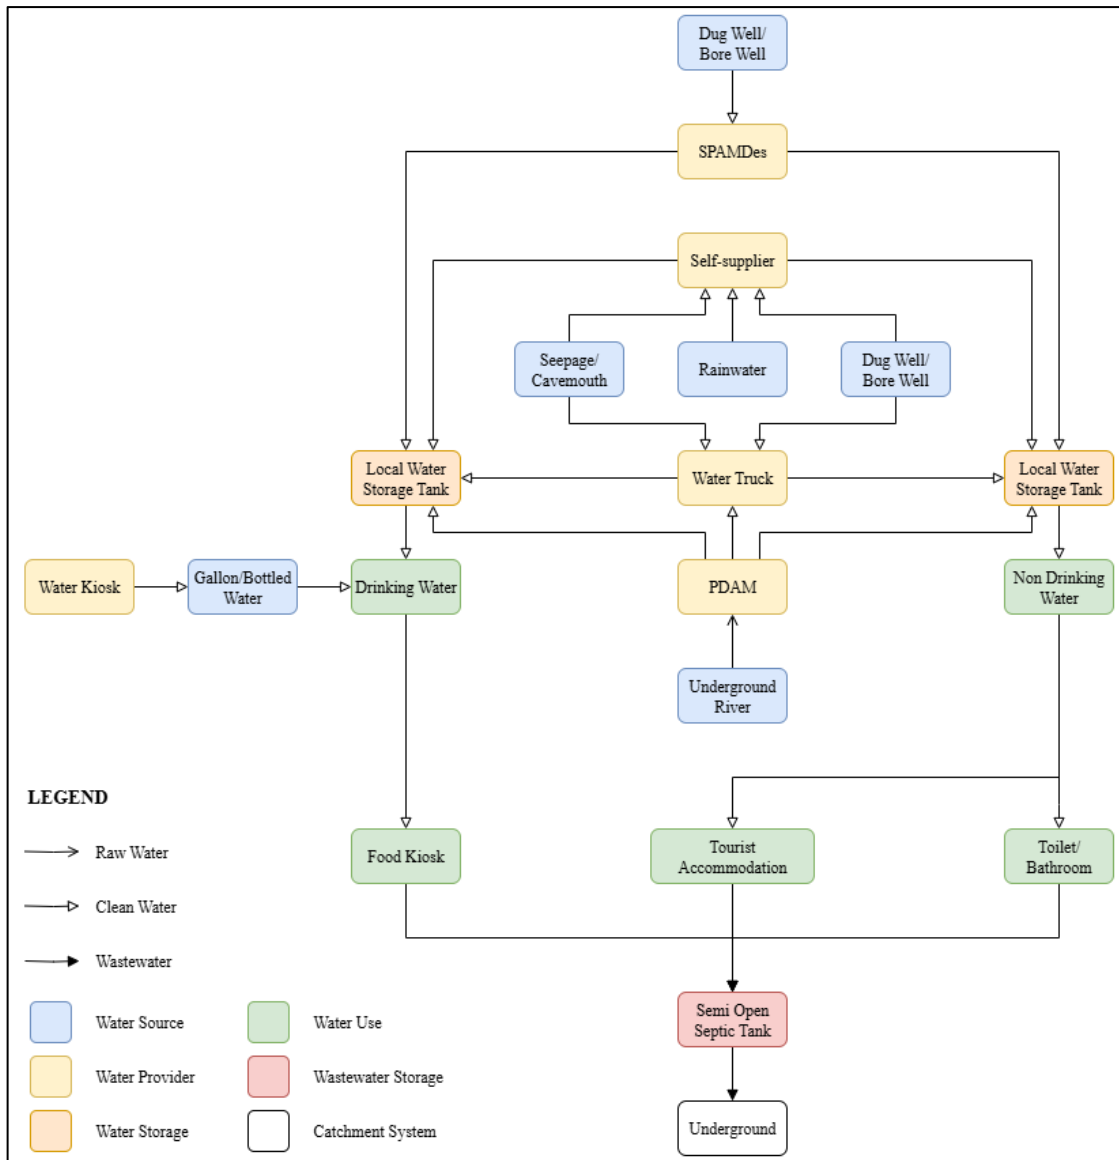 Dug Well/
Bore Well
SPAMDes
Self-supplier
Seepage/
Cavemouth
Rainwater
Dug Well/
Bore Well
Local Water
Storage Tank
Water Truck
Local Water
Storage Tank
Water Kiosk
Gallon/Bottled
Water
Drinking Water
PDAM
Non Drinking
Water
Underground
River
LEGEND
Raw Water
Clean Water
Wastewater
Food Kiosk
Tourist
Accommodation
Toilet/
Bathroom
Water Source
Water Use
Water Provider
Wastewater Storage
Water Storage
Catchment System
Semi Open
Septic Tank
Underground